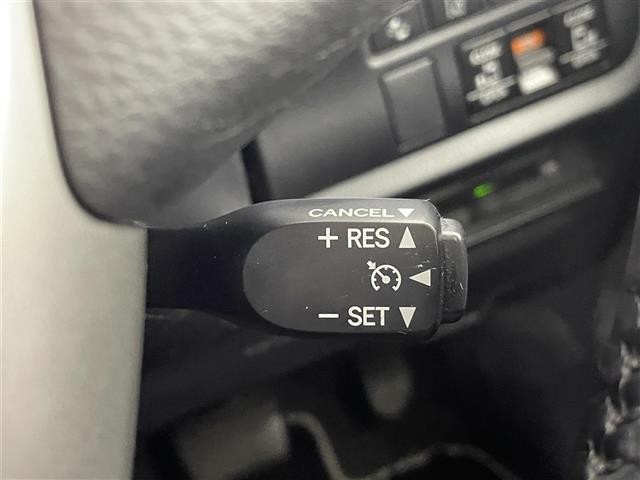 CANCEL ▼
+ RES ▲
◀
− SET ▼